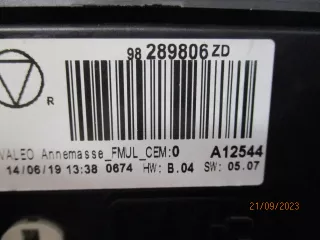 98 289806 ZD
R
VALEO Annemasse_FMUL_CEM:0 A12544
14/06/19 13:38 0674 HW: B.04 SW: 05.07
21/09/2023